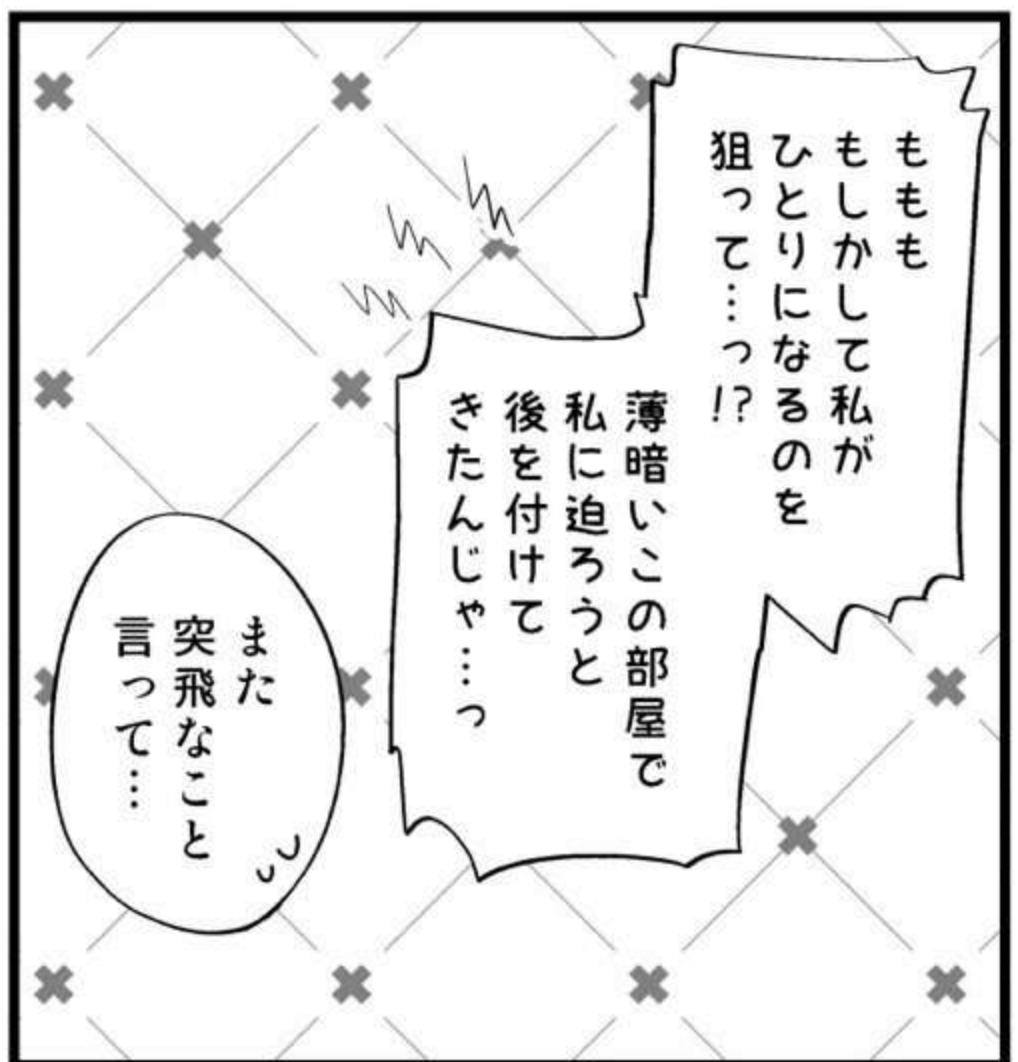 ももも
もしかして私が
ひとりになるのを
狙って…っ!?
薄暗いこの部屋で
私に迫ろうと
後を付けて
きたんじゃ…っ
また
突飛なこと
言って…